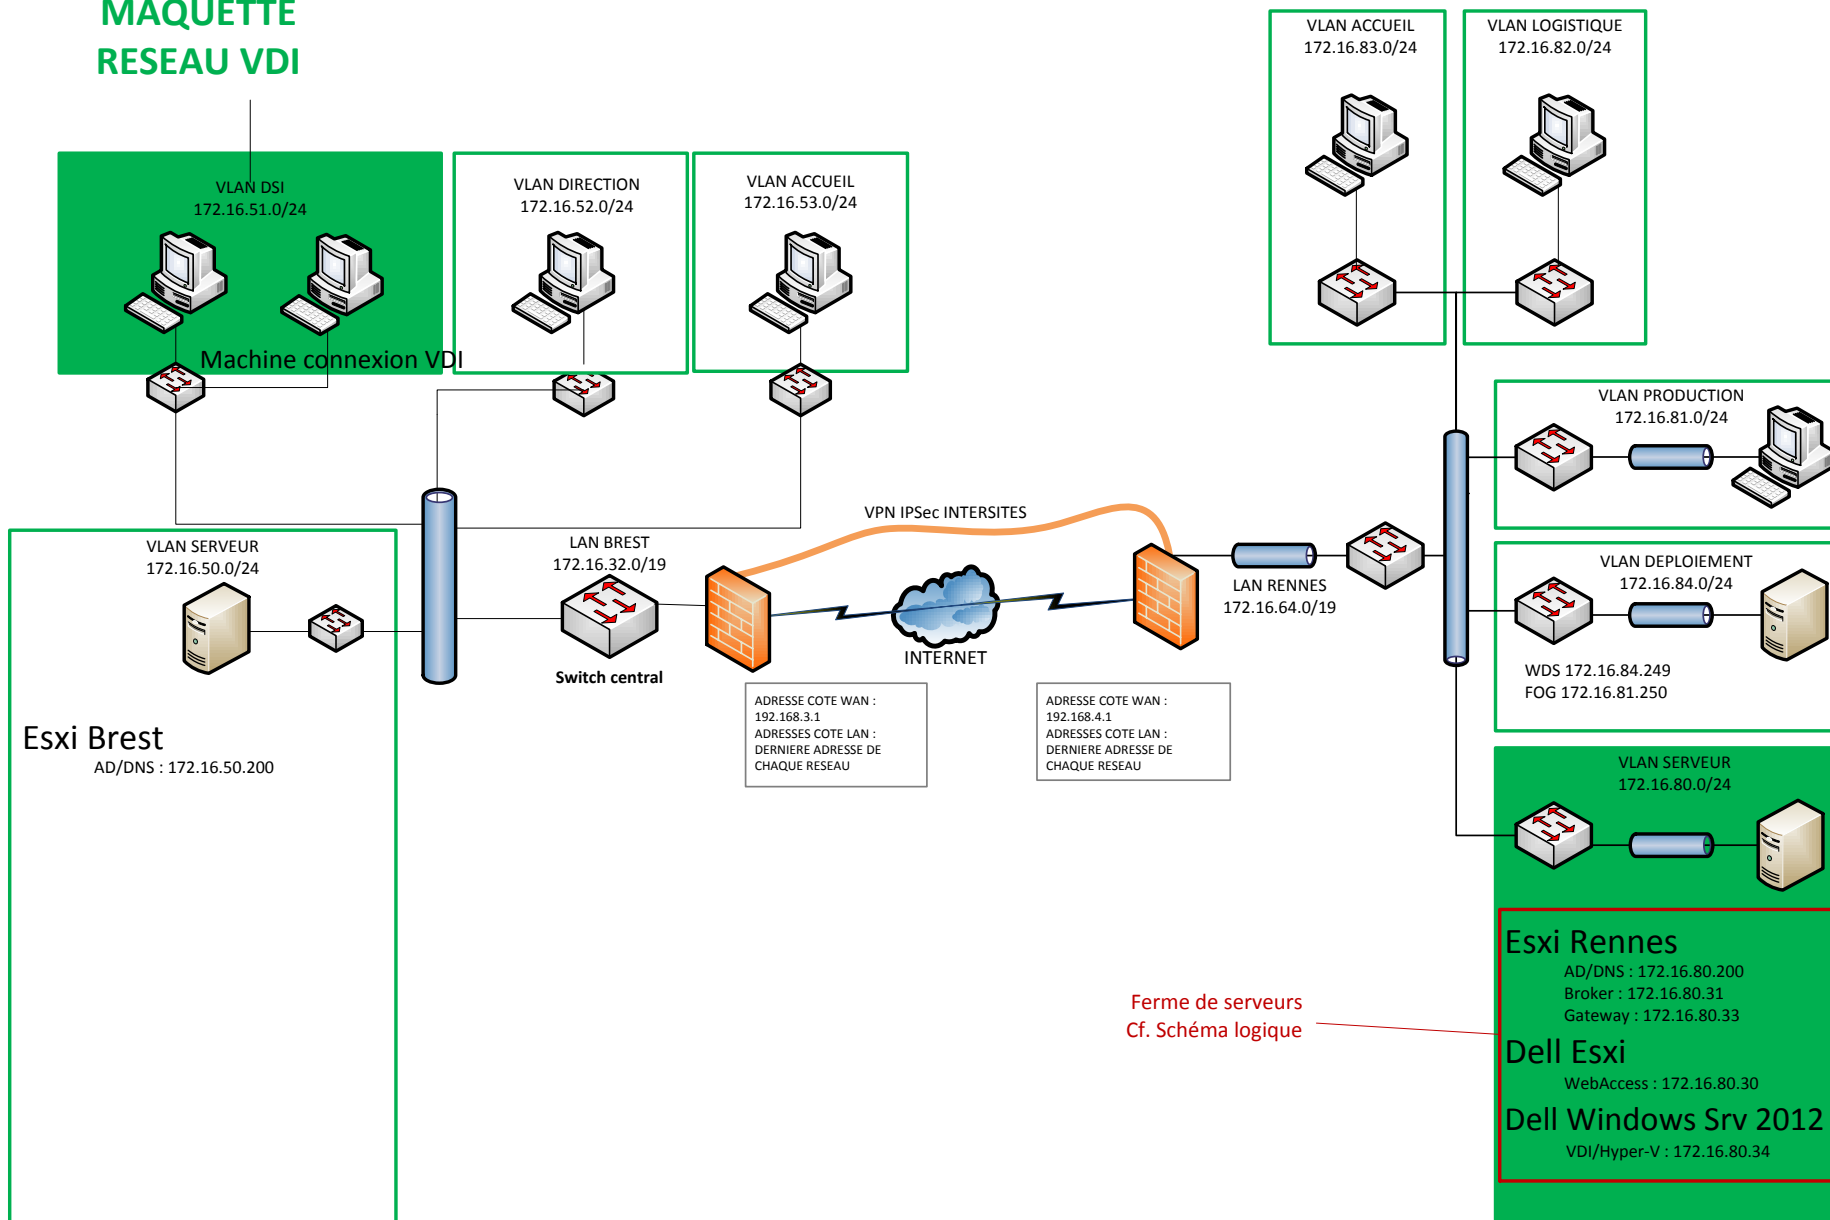 MAQUETTE
RESEAU VDI
VLAN ACCUEIL
172.16.83.0/24
VLAN LOGISTIQUE
172.16.82.0/24
VLAN DSI
172.16.51.0/24
VLAN DIRECTION
172.16.52.0/24
VLAN ACCUEIL
172.16.53.0/24
Machine connexion VDI
VLAN PRODUCTION
172.16.81.0/24
VLAN SERVEUR
172.16.50.0/24
LAN BREST
172.16.32.0/19
Switch central
VPN IPSec INTERSITES
INTERNET
LAN RENNES
172.16.64.0/19
VLAN DEPLOIEMENT
172.16.84.0/24
WDS 172.16.84.249
FOG 172.16.81.250
ADRESSE COTE WAN :
192.168.3.1
ADRESSES COTE LAN :
DERNIERE ADRESSE DE
CHAQUE RESEAU
ADRESSE COTE WAN :
192.168.4.1
ADRESSES COTE LAN :
DERNIERE ADRESSE DE
CHAQUE RESEAU
Esxi Brest
AD/DNS : 172.16.50.200
VLAN SERVEUR
172.16.80.0/24
Ferme de serveurs
Cf. Schéma logique
Esxi Rennes
AD/DNS : 172.16.80.200
Broker : 172.16.80.31
Gateway : 172.16.80.33
Dell Esxi
WebAccess : 172.16.80.30
Dell Windows Srv 2012
VDI/Hyper-V : 172.16.80.34